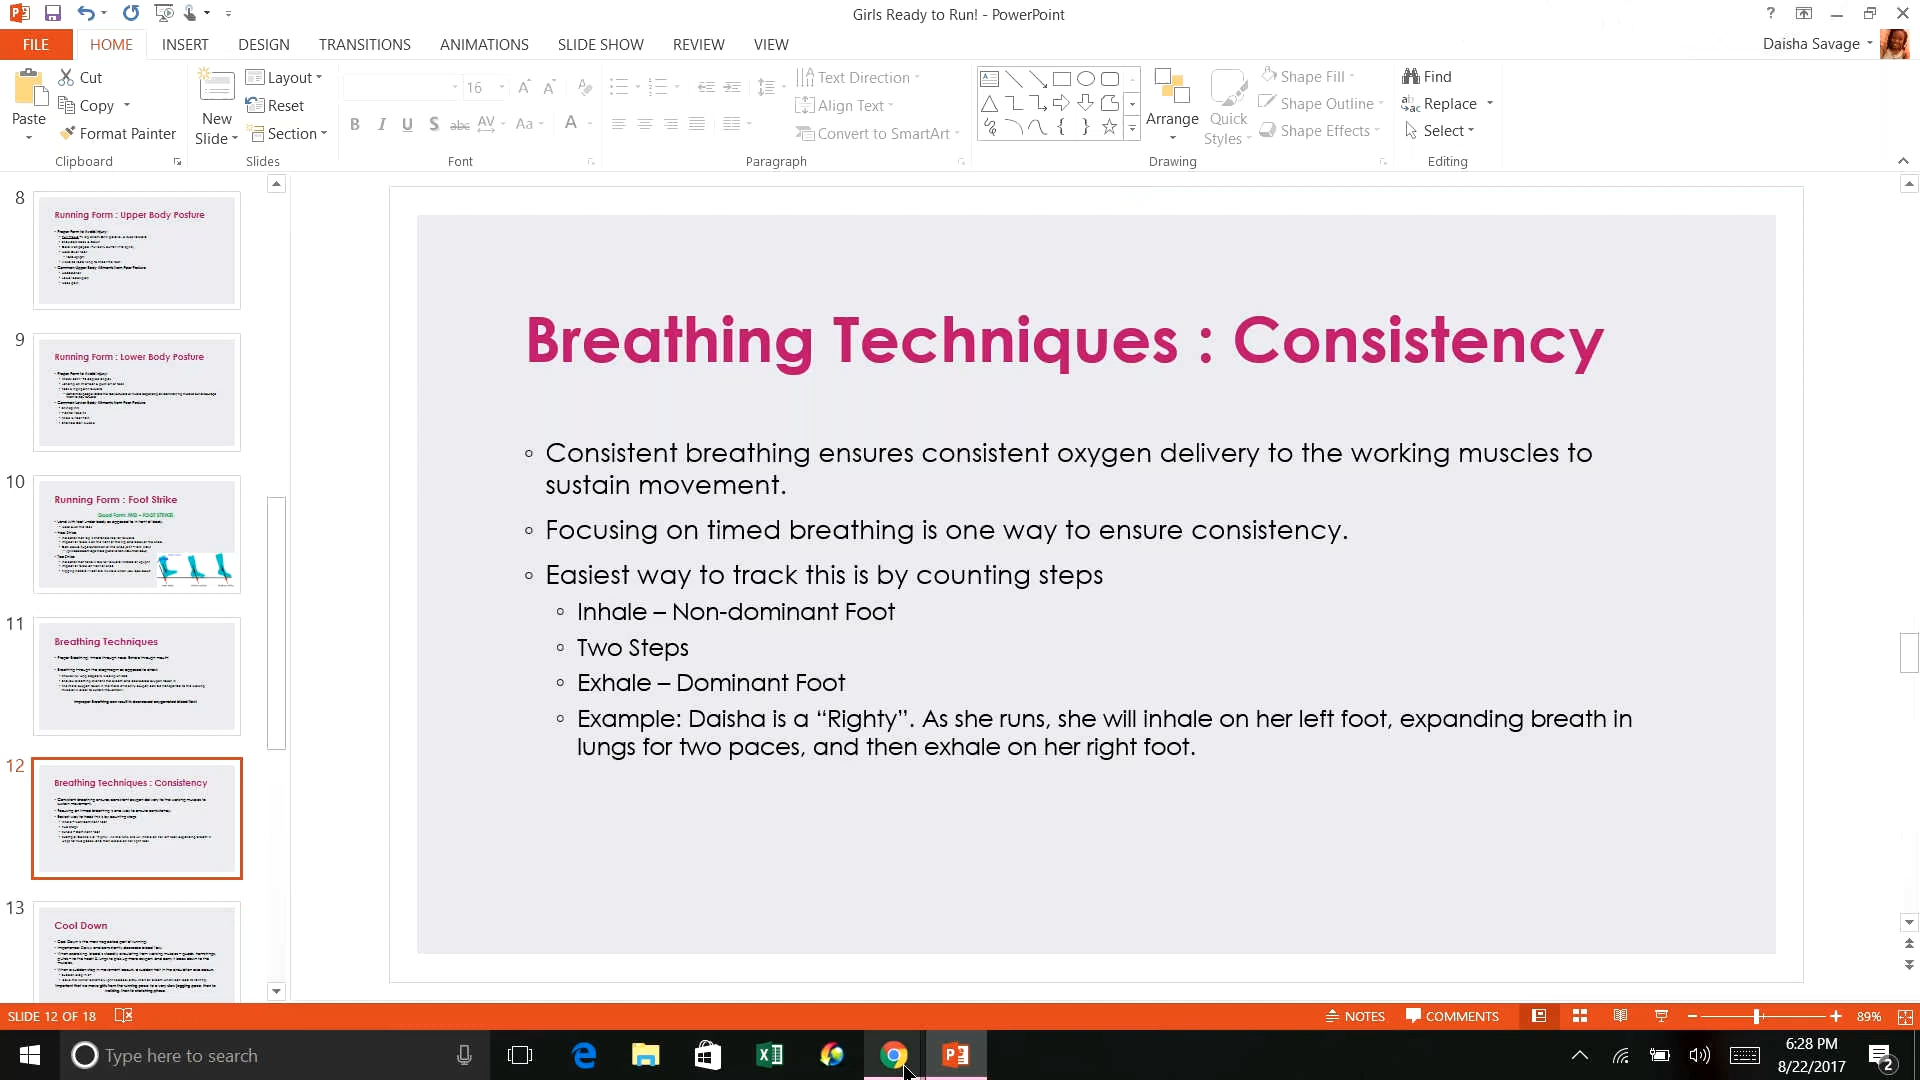 Girls Ready to Run! - PowerPoint
FILE
HOME
INSERT
DESIGN
TRANSITIONS
ANIMATIONS
SLIDE SHOW
REVIEW
VIEW
Daisha Savage
Paste
Cut
Copy
Format Painter
Clipboard
New
Slide
Layout
Reset
Section
Slides
16
Font
Text Direction
Align Text
Convert to SmartArt
Paragraph
Arrange
Quick
Styles
Shape Fill
Shape Outline
Shape Effects
Drawing
Find
Replace
Select
Editing
8
Running Form : Upper Body Posture
9
Running Form : Lower Body Posture
10
Running Form : Foot Strike
11
Breathing Techniques
12
Breathing Techniques : Consistency
13
Cool Down
Breathing Techniques : Consistency
Consistent breathing ensures consistent oxygen delivery to the working muscles to
sustain movement.
Focusing on timed breathing is one way to ensure consistency.
Easiest way to track this is by counting steps
Inhale – Non-dominant Foot
Two Steps
Exhale – Dominant Foot
Example: Daisha is a “Righty”. As she runs, she will inhale on her left foot, expanding breath in
lungs for two paces, and then exhale on her right foot.
SLIDE 12 OF 18
NOTES
COMMENTS
89%
Type here to search
6:28 PM
8/22/2017
2